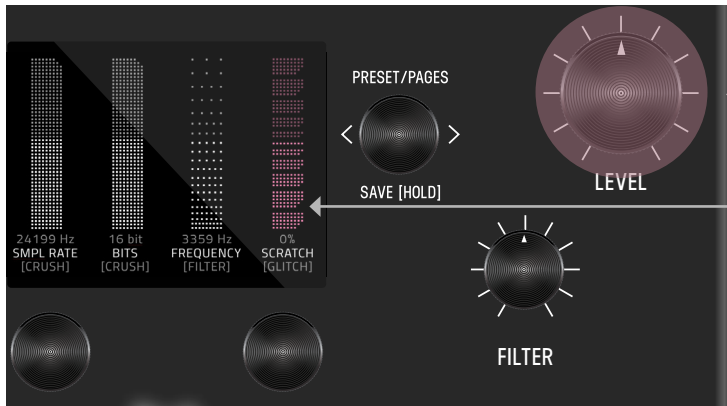 PRESET/PAGES
< >
SAVE [HOLD]
LEVEL
24199 Hz 16 bit 3359 Hz 0%
SMPL RATE BITS FREQUENCY SCRATCH
[CRUSH] [CRUSH] [FILTER] [GLITCH]
FILTER